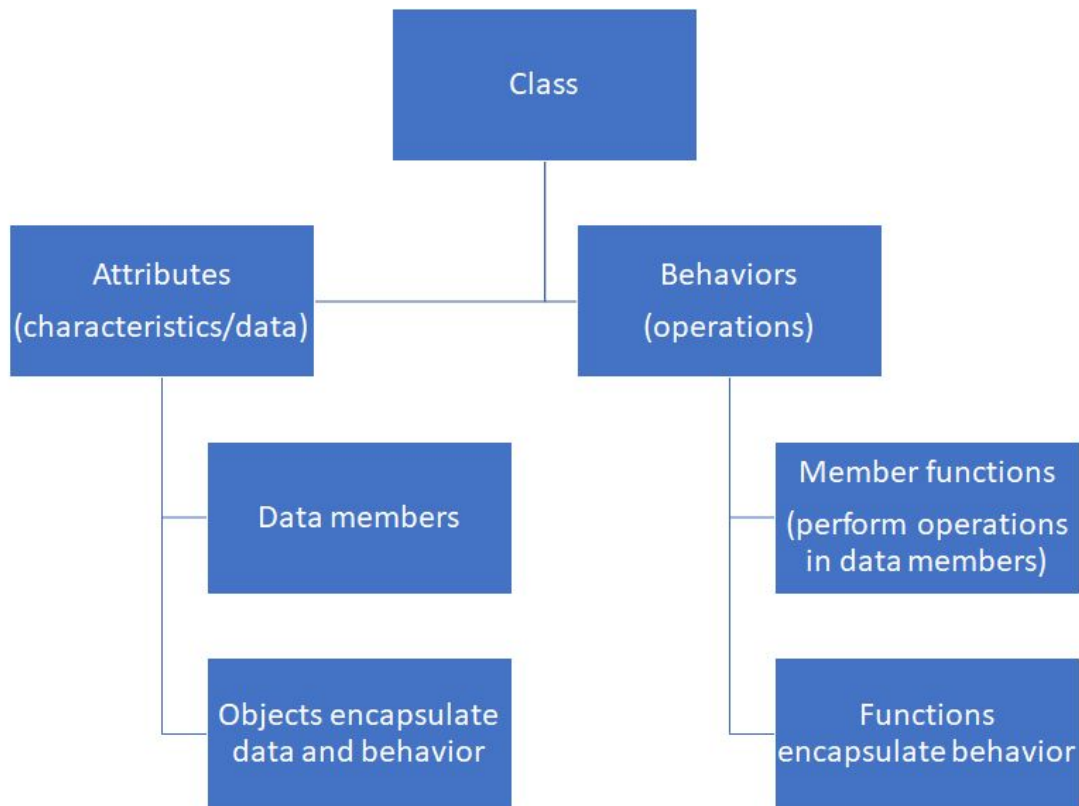 Class
Attributes
(characteristics/data)
Behaviors
(operations)
Data members
Member functions
(perform operations
in data members)
Objects encapsulate
data and behavior
Functions
encapsulate behavior